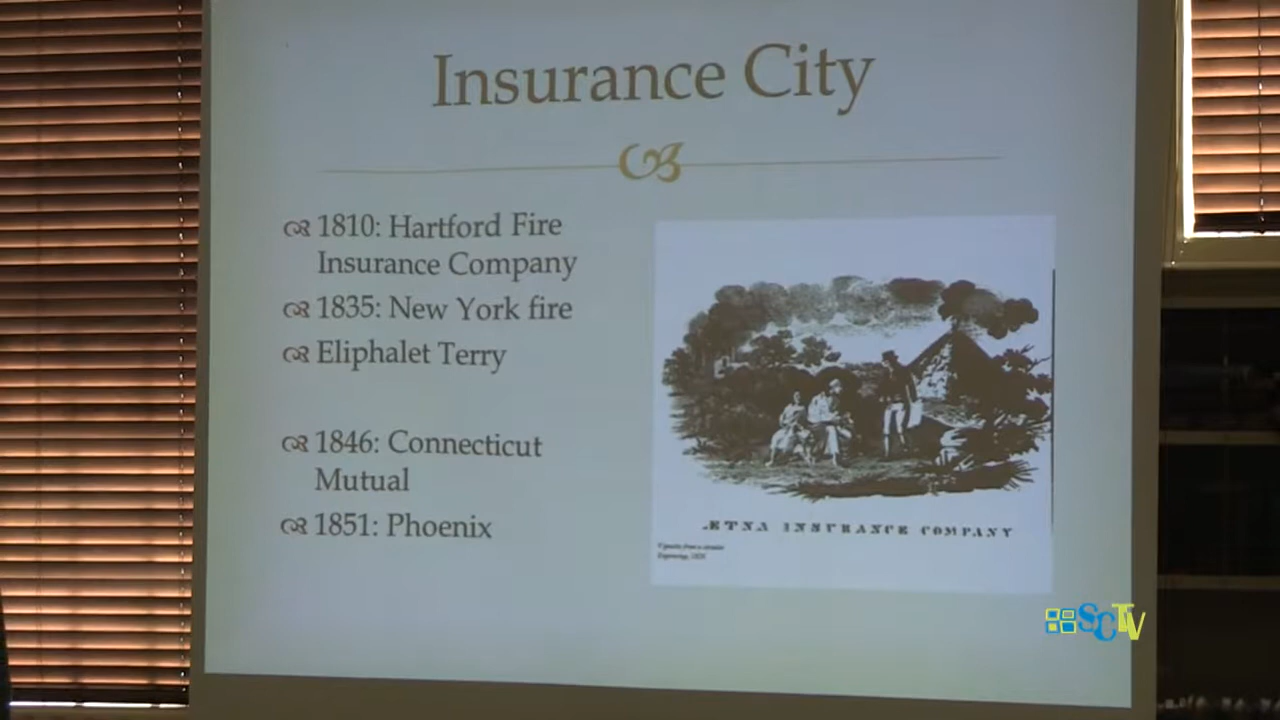 Insurance City
1810: Hartford Fire
Insurance Company
1835: New York fire
Eliphalet Terry
1846: Connecticut
Mutual
1851: Phoenix
ÆTNA INSURANCE COMPANY
SCTV